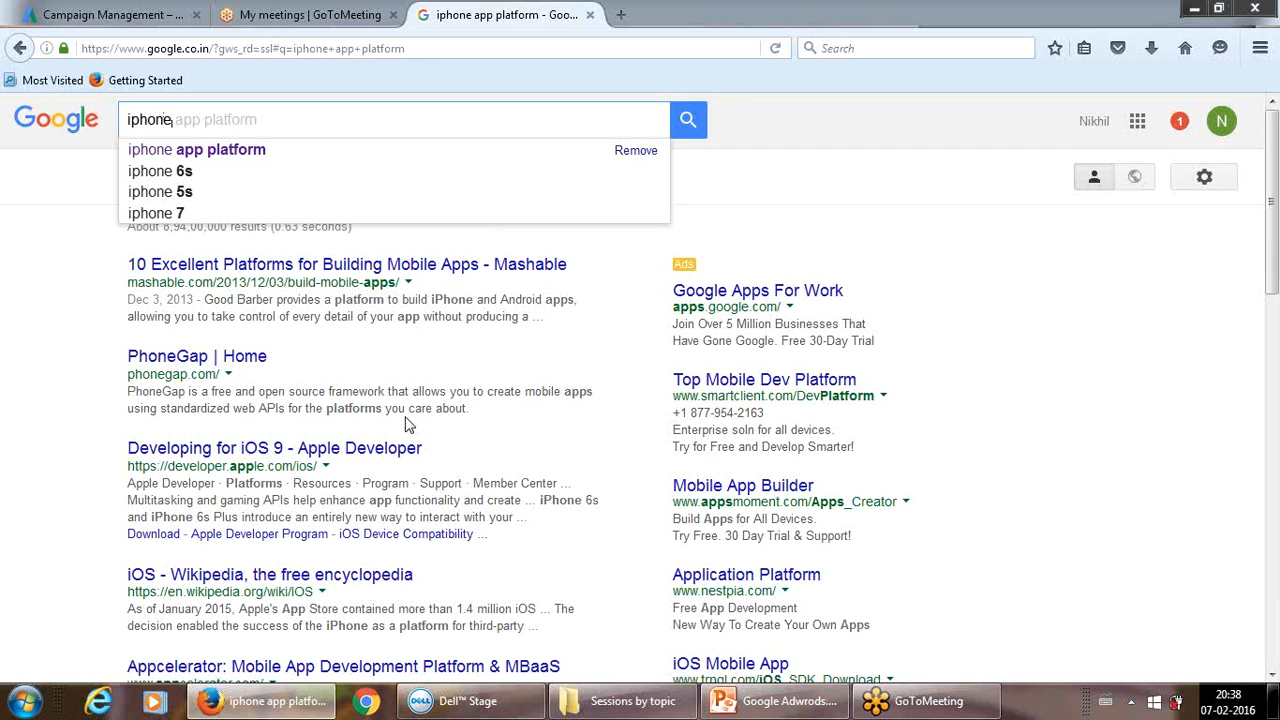 Campaign Management – ...
My meetings | GoToMeeting
iphone app platform - Goo...
https://www.google.co.in/?gws_rd=ssl#q=iphone+app+platform
Search
Most Visited
Getting Started
Google
iphone app platform
Nikhil
1
N
iphone app platform
Remove
iphone 6s
iphone 5s
iphone 7
About 8,94,00,000 results (0.63 seconds)
10 Excellent Platforms for Building Mobile Apps - Mashable
mashable.com/2013/12/03/build-mobile-apps/
Dec 3, 2013 - Good Barber provides a platform to build iPhone and Android apps,
allowing you to take control of every detail of your app without producing a ...
PhoneGap | Home
phonegap.com/
PhoneGap is a free and open source framework that allows you to create mobile apps
using standardized web APIs for the platforms you care about.
Developing for iOS 9 - Apple Developer
https://developer.apple.com/ios/
Apple Developer · Platforms · Resources · Program · Support · Member Center ...
Multitasking and gaming APIs help enhance app functionality and create ... iPhone 6s
and iPhone 6s Plus introduce an entirely new way to interact with your ...
Download - Apple Developer Program - iOS Device Compatibility ...
iOS - Wikipedia, the free encyclopedia
https://en.wikipedia.org/wiki/IOS
As of January 2015, Apple's App Store contained more than 1.4 million iOS ... The
decision enabled the success of the iPhone as a platform for third-party ...
Appcelerator: Mobile App Development Platform & MBaaS
www.appcelerator.com/
Ads
Google Apps For Work
apps.google.com/
Join Over 5 Million Businesses That
Have Gone Google. Free 30-Day Trial
Top Mobile Dev Platform
www.smartclient.com/DevPlatform
+1 877-954-2163
Enterprise soln for all devices.
Try for Free and Develop Smarter!
Mobile App Builder
www.appsmoment.com/Apps_Creator
Build Apps for All Devices.
Try Free. 30 Day Trial & Support!
Application Platform
www.nestpia.com/
Free App Development
New Way To Create Your Own Apps
iOS Mobile App
iphone app platfo...
DELL
Dell™ Stage
Sessions by topic
Google Adwrods....
GoToMeeting
20:38
07-02-2016